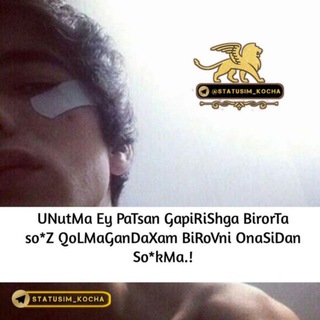 @STATUSIM_KOCHA
UNutMa Ey PaTsan GapiRiShga BirorTa
so*Z QoLMaGanDaXam BiRoVni OnaSiDan
So*kMa.!
STATUSIM_KOCHA